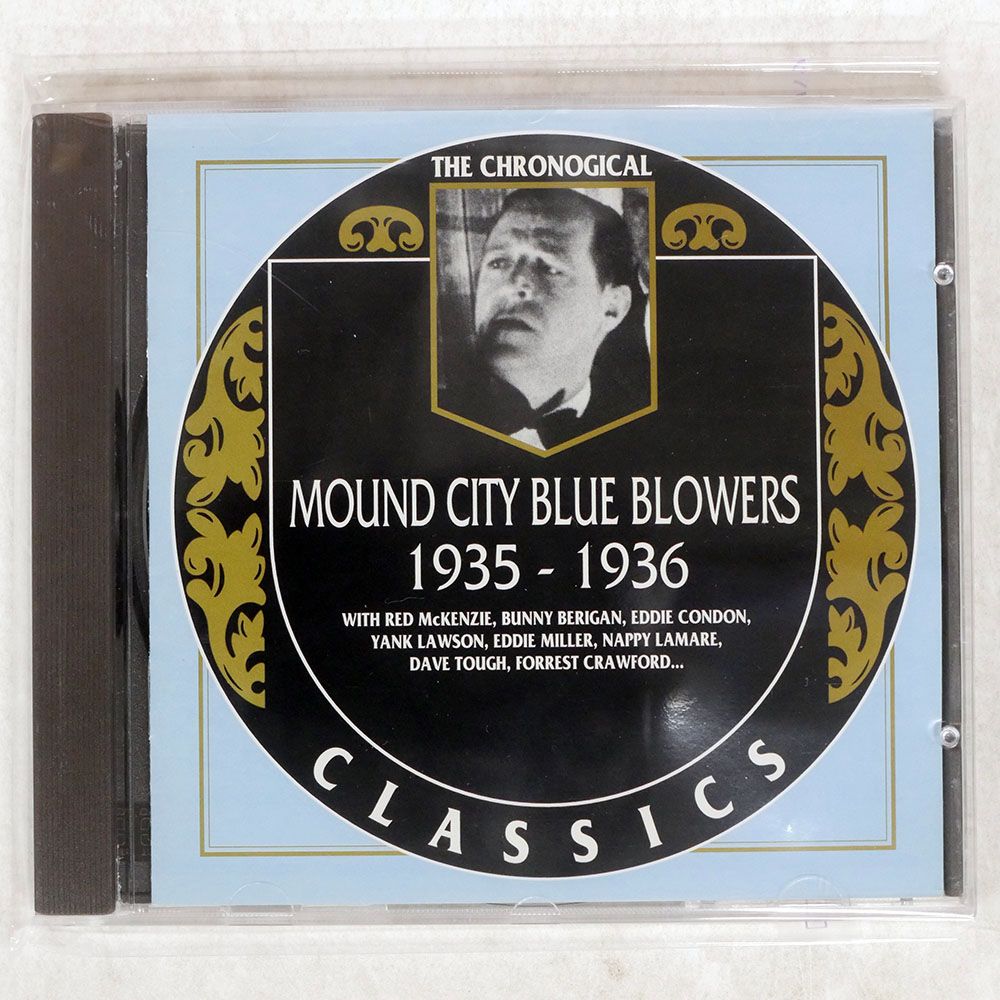 THE CHRONOGICAL
MOUND CITY BLUE BLOWERS
1935 - 1936
WITH RED McKENZIE, BUNNY BERIGAN, EDDIE CONDON,
YANK LAWSON, EDDIE MILLER, NAPPY LAMARE,
DAVE TOUGH, FORREST CRAWFORD...
CLASSICS